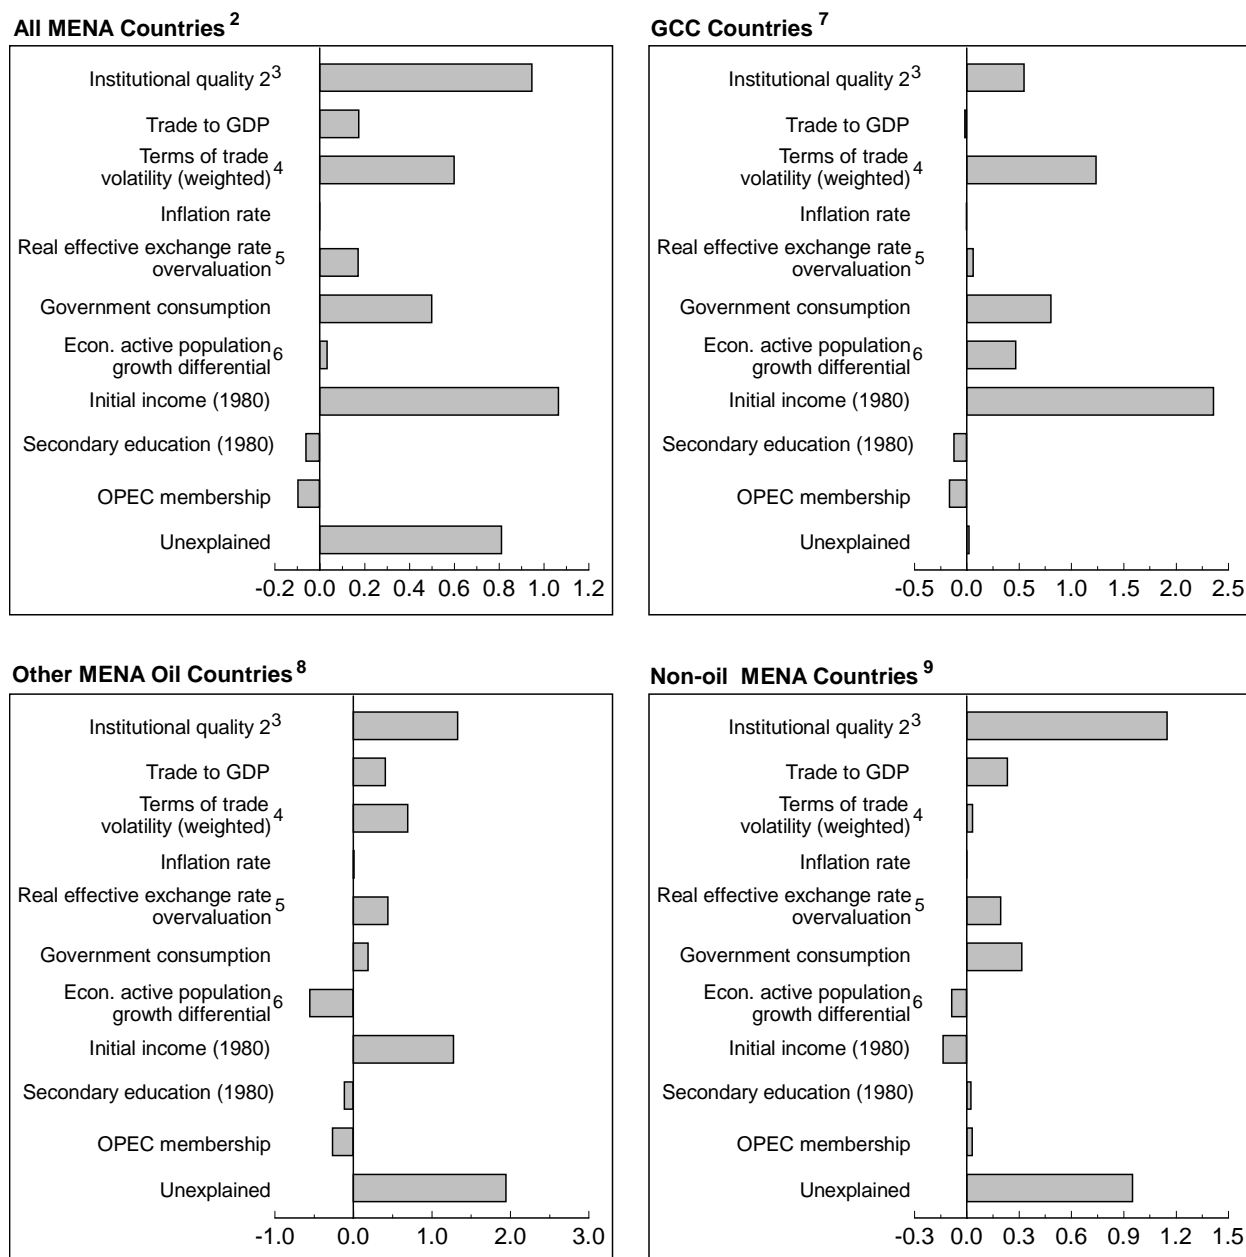 All MENA Countries 2
Institutional quality 2 3
Trade to GDP
Terms of trade
volatility (weighted) 4
Inflation rate
Real effective exchange rate
overvaluation 5
Government consumption
Econ. active population
growth differential 6
Initial income (1980)
Secondary education (1980)
OPEC membership
Unexplained
-0.2 0.0 0.2 0.4 0.6 0.8 1.0 1.2
GCC Countries 7
Institutional quality 2 3
Trade to GDP
Terms of trade
volatility (weighted) 4
Inflation rate
Real effective exchange rate
overvaluation 5
Government consumption
Econ. active population
growth differential 6
Initial income (1980)
Secondary education (1980)
OPEC membership
Unexplained
-0.5 0.0 0.5 1.0 1.5 2.0 2.5
Other MENA Oil Countries 8
Institutional quality 2 3
Trade to GDP
Terms of trade
volatility (weighted) 4
Inflation rate
Real effective exchange rate
overvaluation 5
Government consumption
Econ. active population
growth differential 6
Initial income (1980)
Secondary education (1980)
OPEC membership
Unexplained
-1.0 0.0 1.0 2.0 3.0
Non-oil MENA Countries 9
Institutional quality 2 3
Trade to GDP
Terms of trade
volatility (weighted) 4
Inflation rate
Real effective exchange rate
overvaluation 5
Government consumption
Econ. active population
growth differential 6
Initial income (1980)
Secondary education (1980)
OPEC membership
Unexplained
-0.3 0.0 0.3 0.6 0.9 1.2 1.5